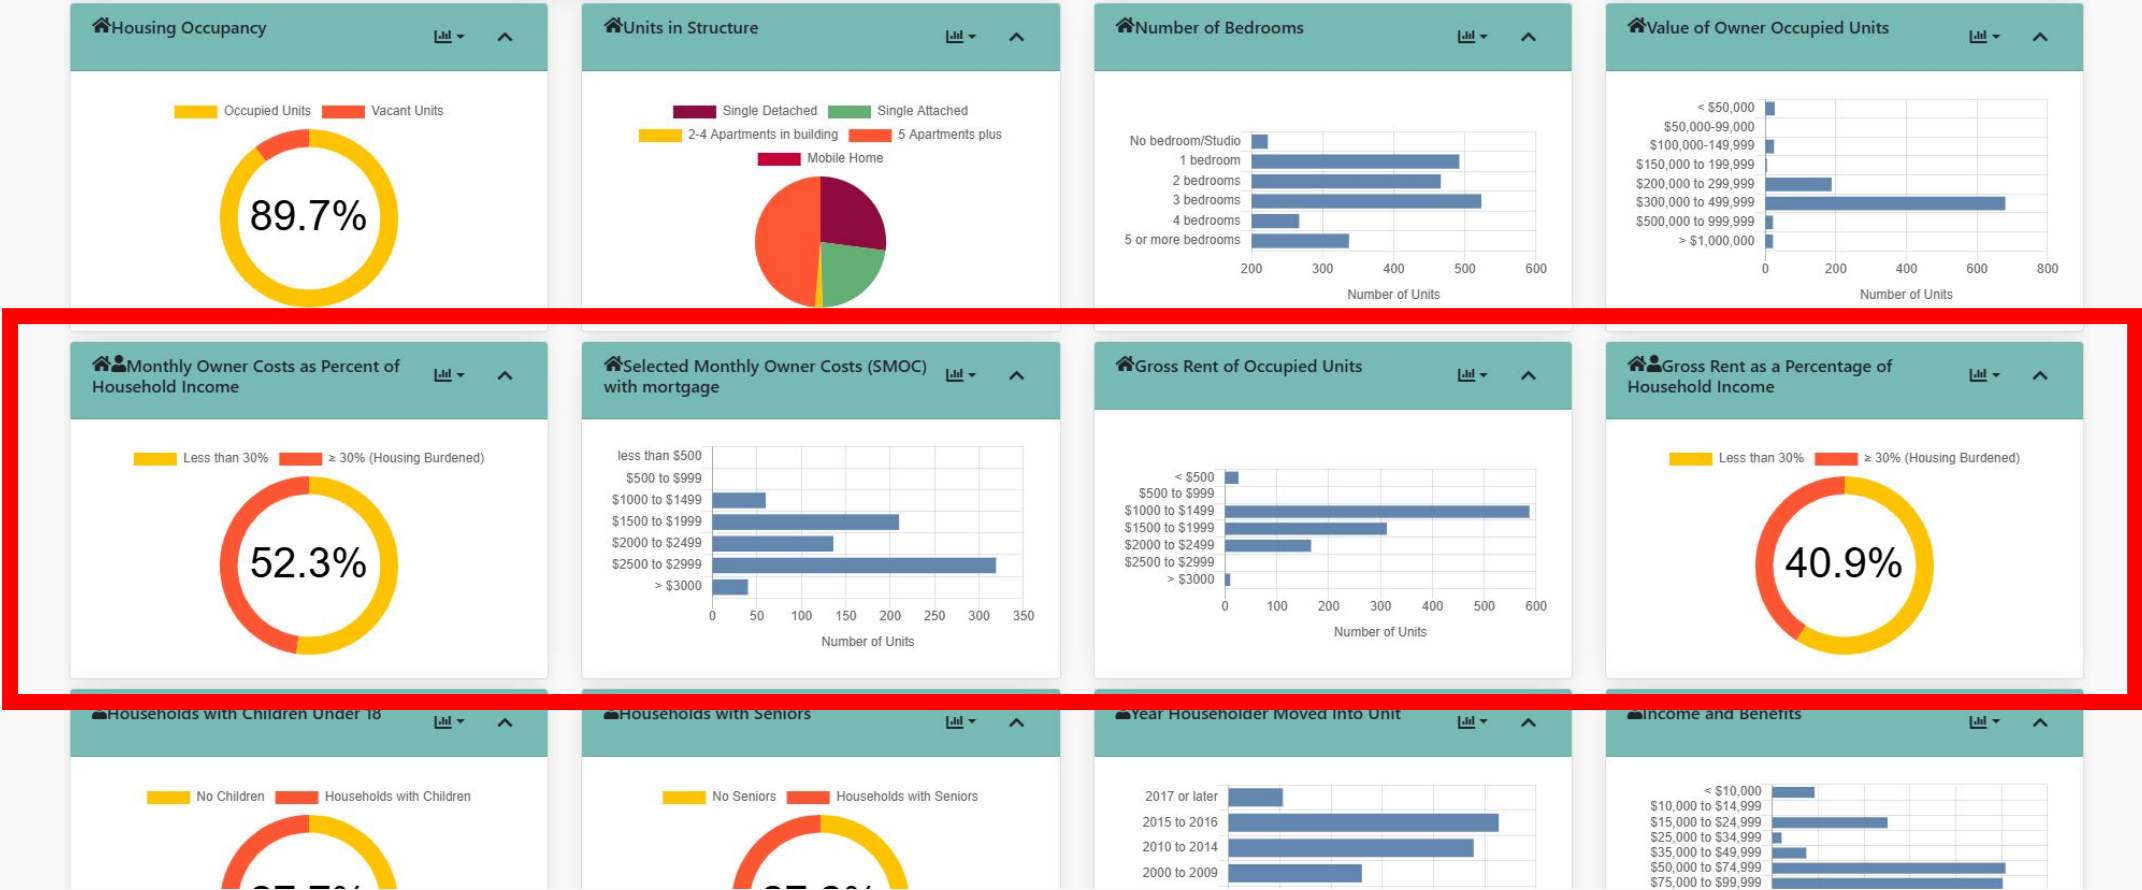 Housing Occupancy
Occupied Units Vacant Units
89.7%
Units in Structure
Single Detached Single Attached
2-4 Apartments in building 5 Apartments plus
Mobile Home
Number of Bedrooms
No bedroom/Studio
1 bedroom
2 bedrooms
3 bedrooms
4 bedrooms
5 or more bedrooms
200 300 400 500 600
Number of Units
Value of Owner Occupied Units
< $50,000
$50,000-99,000
$100,000-149,999
$150,000 to 199,999
$200,000 to 299,999
$300,000 to 499,999
$500,000 to 999,999
> $1,000,000
0 200 400 600 800
Number of Units
Monthly Owner Costs as Percent of
Household Income
Less than 30% ≥ 30% (Housing Burdened)
52.3%
Selected Monthly Owner Costs (SMOC)
with mortgage
less than $500
$500 to $999
$1000 to $1499
$1500 to $1999
$2000 to $2499
$2500 to $2999
> $3000
0 50 100 150 200 250 300 350
Number of Units
Gross Rent of Occupied Units
< $500
$500 to $999
$1000 to $1499
$1500 to $1999
$2000 to $2499
$2500 to $2999
> $3000
0 100 200 300 400 500 600
Number of Units
Gross Rent as a Percentage of
Household Income
Less than 30% ≥ 30% (Housing Burdened)
40.9%
Households with Children Under 18
No Children Households with Children
Households with Seniors
No Seniors Households with Seniors
Year Householder Moved Into Unit
2017 or later
2015 to 2016
2010 to 2014
2000 to 2009
Income and Benefits
< $10,000
$10,000 to $14,999
$15,000 to $24,999
$25,000 to $34,999
$35,000 to $49,999
$50,000 to $74,999
$75,000 to $99,999